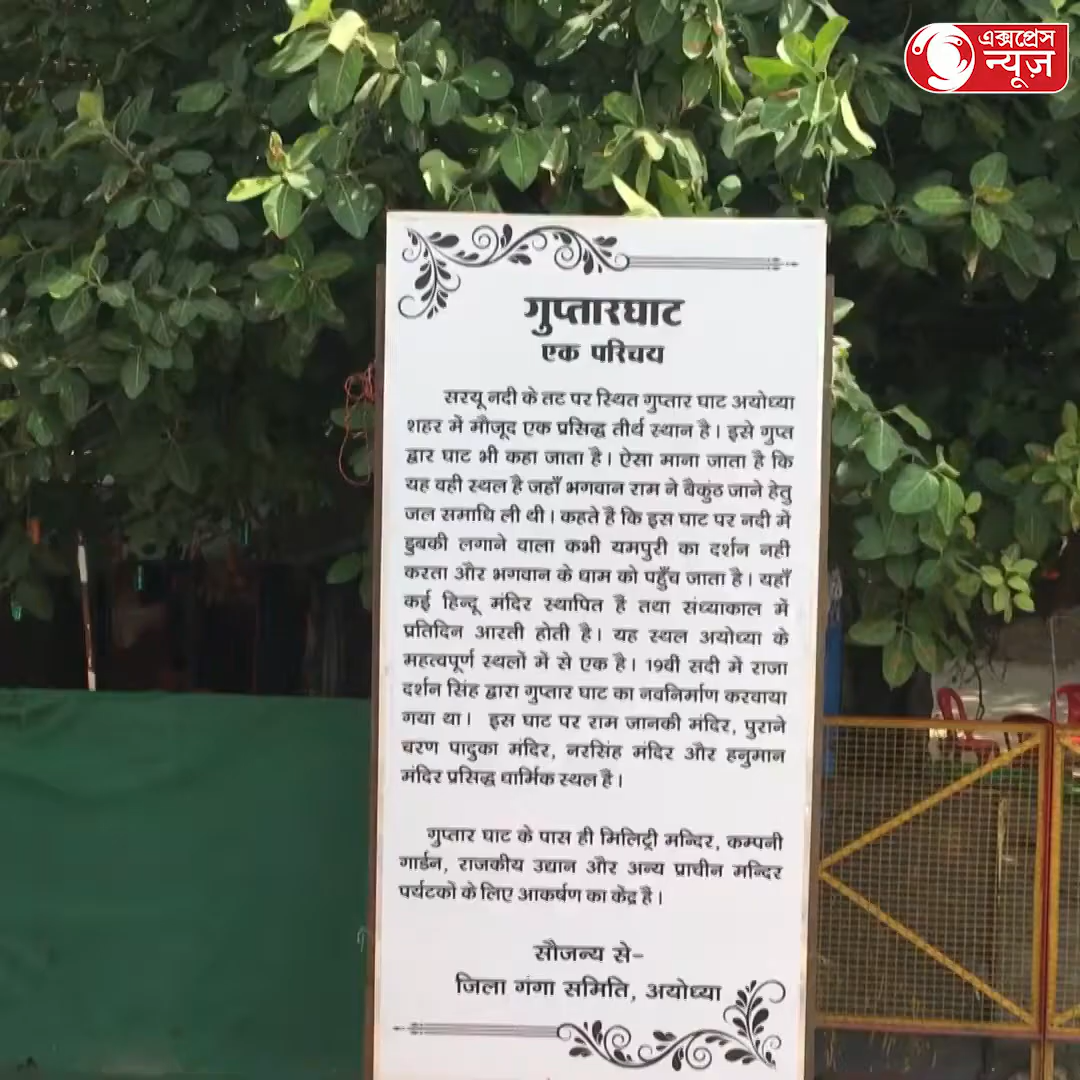 एक्सप्रेस
न्यूज़
गुप्तारघाट
एक परिचय
सरयू नदी के तट पर स्थित गुप्तार घाट अयोध्या
शहर में मौजूद एक प्रसिद्ध तीर्थ स्थान है। इसे गुप्त
द्वार घाट भी कहा जाता है। ऐसा माना जाता है कि
यह वही स्थल है जहाँ भगवान राम ने बैकुंठ जाने हेतु
जल समाधि ली थी। कहते है कि इस घाट पर नदी में
डुबकी लगाने वाला कभी यमपुरी का दर्शन नही
करता और भगवान के धाम को पहुँच जाता है। यहाँ
कई हिन्दू मंदिर स्थापित है तथा संध्याकाल में
प्रतिदिन आरती होती है। यह स्थल अयोध्या के
महत्वपूर्ण स्थलों में से एक है। 19वी सदी में राजा
दर्शन सिंह द्वारा गुप्तार घाट का नवनिर्माण करवाया
गया था। इस घाट पर राम जानकी मंदिर, पुराने
चरण पादुका मंदिर, नरसिंह मंदिर और हनुमान
मंदिर प्रसिद्ध धार्मिक स्थल है।
गुप्तार घाट के पास ही मिलिट्री मन्दिर, कम्पनी
गार्डन, राजकीय उद्यान और अन्य प्राचीन मन्दिर
पर्यटकों के लिए आकर्षण का केंद्र है।
सौजन्य से-
जिला गंगा समिति, अयोध्या